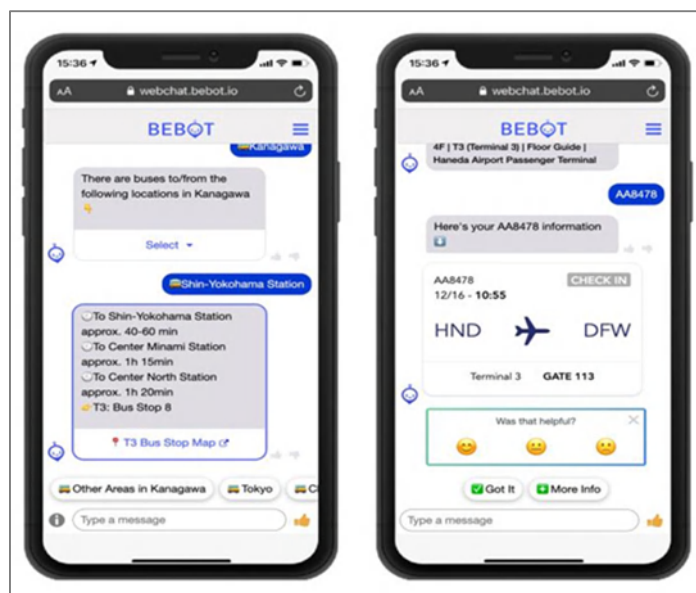 15:36
AA webchat.bebot.io
BEBOT
Kanagawa
There are buses to/from the
following locations in Kanagawa
Select
Shin-Yokohama Station
To Shin-Yokohama Station
approx. 40-60 min
To Center Minami Station
approx. 1h 15min
To Center North Station
approx. 1h 20min
T3: Bus Stop 8
T3 Bus Stop Map
Other Areas in Kanagawa
Tokyo
Type a message
15:36
AA webchat.bebot.io
BEBOT
4F | T3 (Terminal 3) | Floor Guide |
Haneda Airport Passenger Terminal
AA8478
Here's your AA8478 information
AA8478 CHECK IN
12/16 - 10:55
HND DFW
Terminal 3 GATE 113
Was that helpful?
Got It
More Info
Type a message